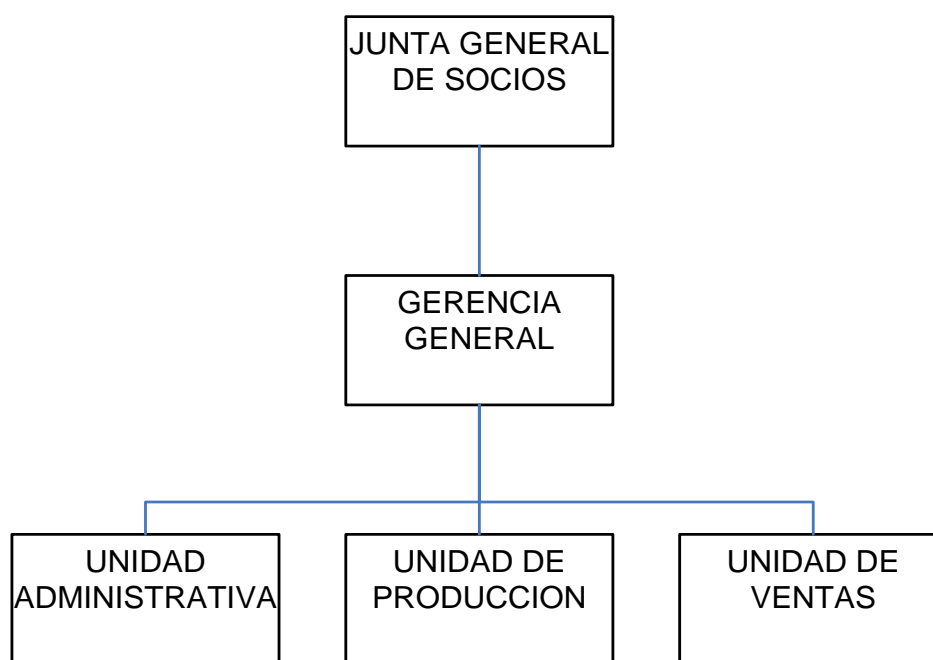 JUNTA GENERAL
DE SOCIOS
GERENCIA
GENERAL
UNIDAD
ADMINISTRATIVA
UNIDAD DE
PRODUCCION
UNIDAD DE
VENTAS